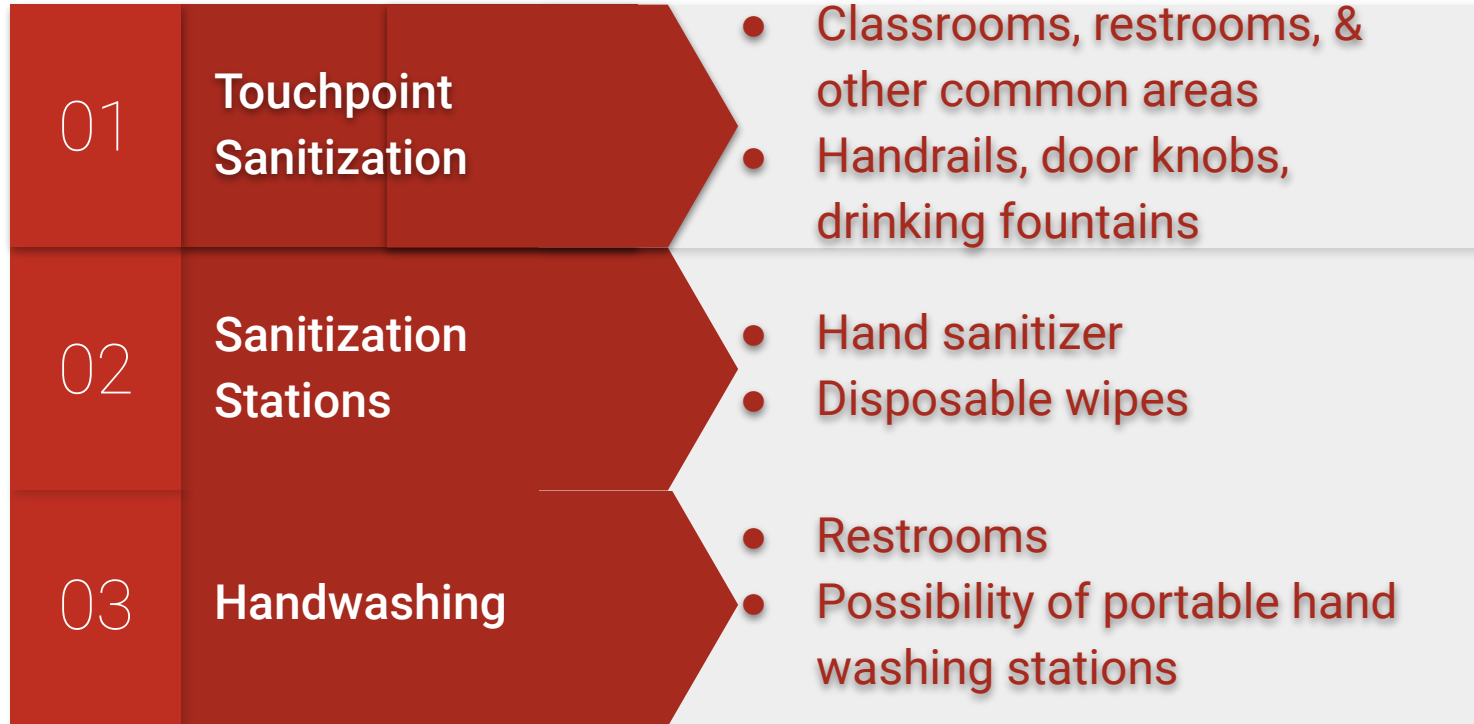 01
Touchpoint
Sanitization
● Classrooms, restrooms, &
other common areas
● Handrails, door knobs,
drinking fountains
02
Sanitization
Stations
● Hand sanitizer
● Disposable wipes
03
Handwashing
● Restrooms
● Possibility of portable hand
washing stations